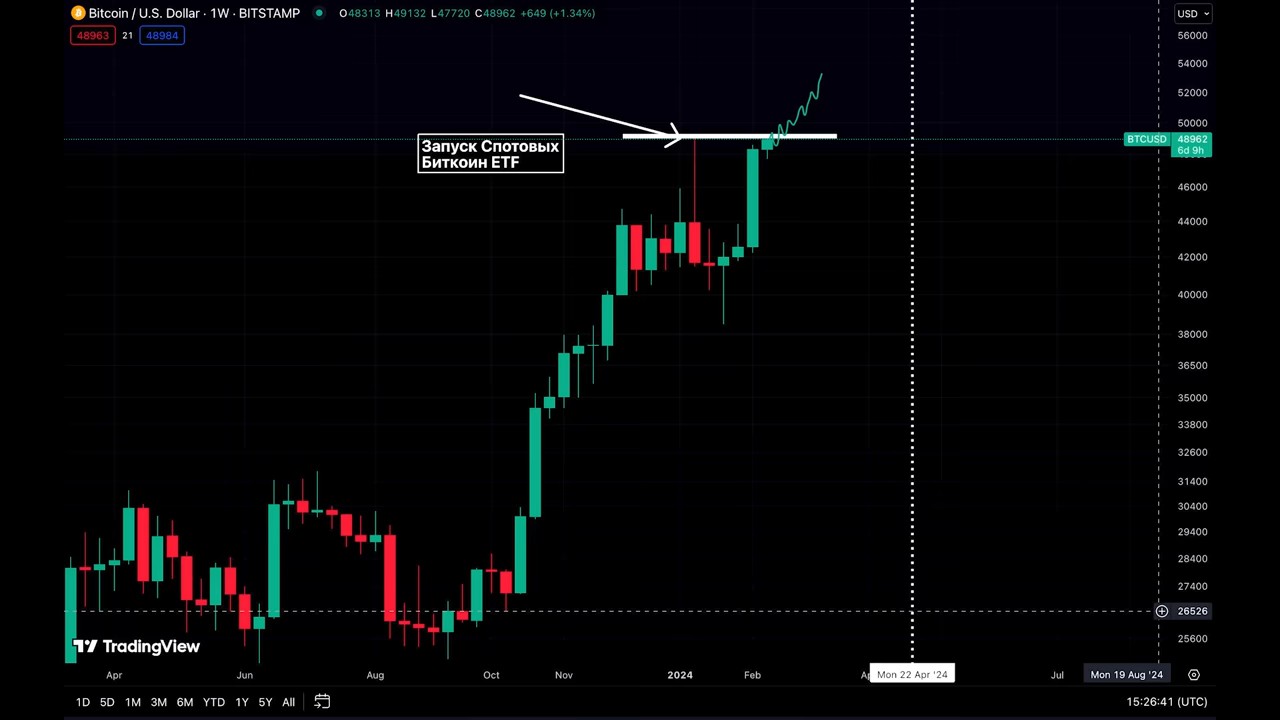 Bitcoin / U.S. Dollar · 1W · BITSTAMP O48313 H49132 L47720 C48962 +649 (+1.34%)
USD
48963 21 48984
56000
54000
52000
50000
BTCUSD 48962
6d 9h
Запуск Спотовых
Биткоин ETF
46000
44000
42000
40000
38000
36500
35000
33800
32600
31400
30400
29400
28400
27400
26526
25600
TradingView
Apr Jun Aug Oct Nov 2024 Feb Mon 22 Apr '24 Jul Mon 19 Aug '24
1D 5D 1M 3M 6M YTD 1Y 5Y All 15:26:41 (UTC)